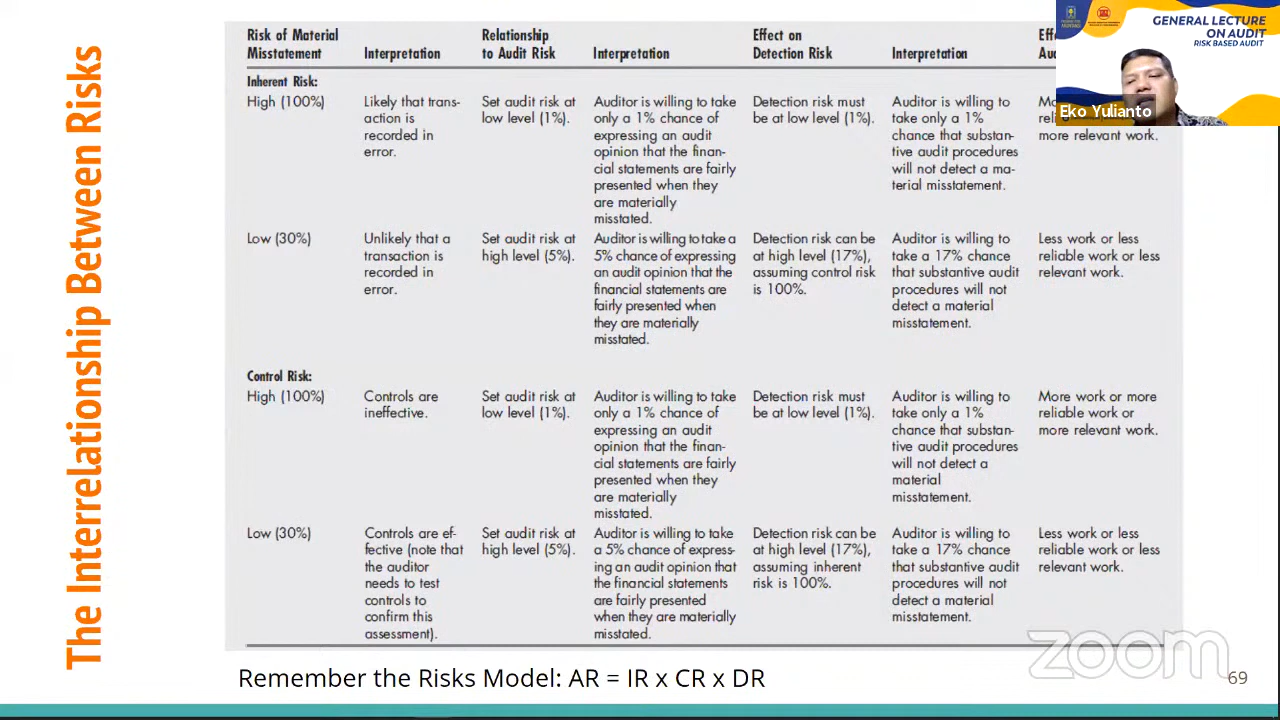 The Interrelationship Between Risks
Risk of Material Misstatement
Interpretation
Relationship to Audit Risk
Interpretation
Effect on Detection Risk
Interpretation
Inherent Risk:
High (100%)
Likely that trans-
action is
recorded in
error.
Set audit risk at
low level (1%).
Auditor is willing to take
only a 1% chance of
expressing an audit
opinion that the finan-
cial statements are fairly
presented when they
are materially
misstated.
Detection risk must
be at low level (1%).
Auditor is willing to
take only a 1%
chance that substan-
tive audit procedures
will not detect a ma-
terial misstatement.
more relevant work.
Low (30%)
Unlikely that a
transaction is
recorded in
error.
Set audit risk at
high level (5%).
Auditor is willing to take a
5% chance of expressing
an audit opinion that the
financial statements are
fairly presented when
they are materially
misstated.
Detection risk can be
at high level (17%),
assuming control risk
is 100%.
Auditor is willing to
take a 17% chance
that substantive audit
procedures will not
detect a material
misstatement.
Less work or less
reliable work or less
relevant work.
Control Risk:
High (100%)
Controls are
ineffective.
Set audit risk at
low level (1%).
Auditor is willing to take
only a 1% chance of
expressing an audit
opinion that the finan-
cial statements are fairly
presented when they
are materially
misstated.
Detection risk must
be at low level (1%).
Auditor is willing to
take only a 1%
chance that substan-
tive audit procedures
will not detect a
material
misstatement.
More work or more
reliable work or
more relevant work.
Low (30%)
Controls are ef-
fective (note that
the auditor
needs to test
controls to
confirm this
assessment).
Set audit risk at
high level (5%).
Auditor is willing to take
a 5% chance of express-
ing an audit opinion that
the financial statements
are fairly presented
when they are materially
misstated.
Detection risk can be
at high level (17%),
assuming inherent
risk is 100%.
Auditor is willing to
take a 17% chance
that substantive audit
procedures will not
detect a material
misstatement.
Less work or less
reliable work or less
relevant work.
Remember the Risks Model: AR = IR x CR x DR
69
zoom
GENERAL LECTURE
ON AUDIT
RISK BASED AUDIT
Eko Yulianto